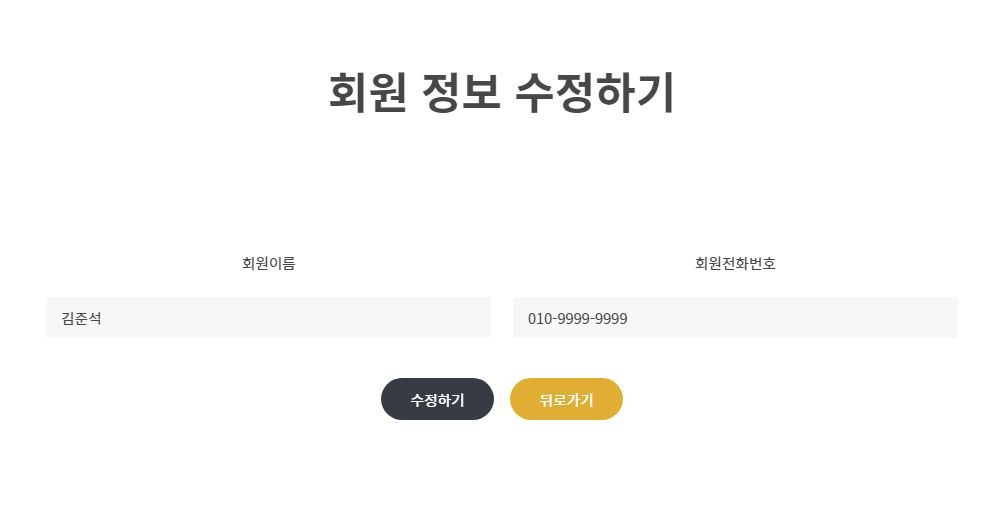 회원 정보 수정하기
회원이름
회원전화번호
김준석
010-9999-9999
수정하기
뒤로가기